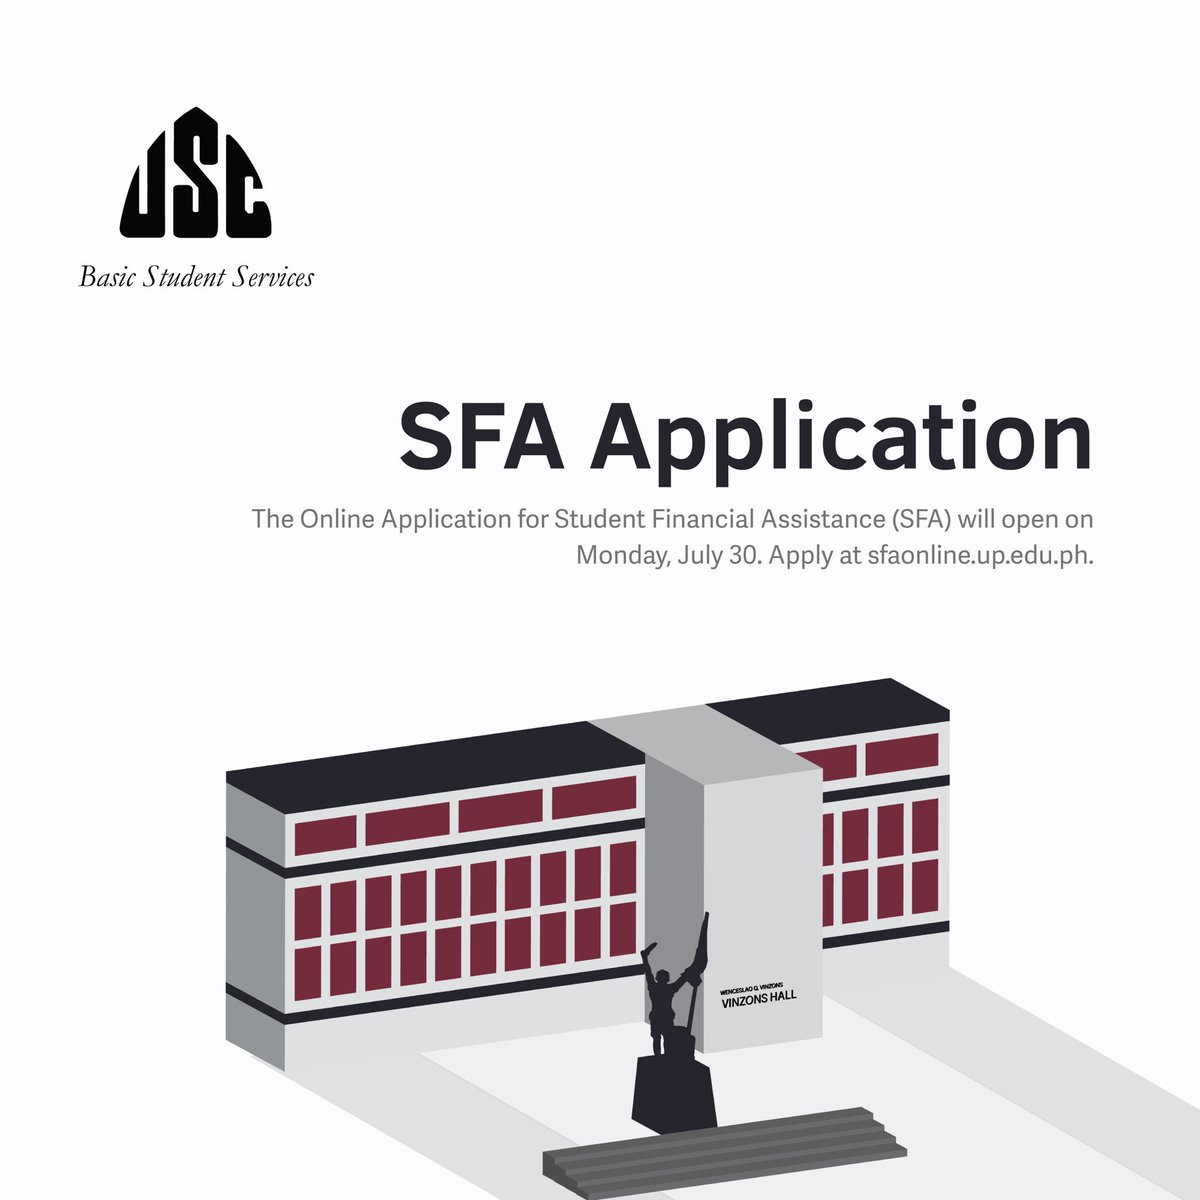 USC
Basic Student Services
SFA Application
The Online Application for Student Financial Assistance (SFA) will open on
Monday, July 30. Apply at sfaonline.up.edu.ph.
WENCESLAO Q. VINZONS
VINZONS HALL